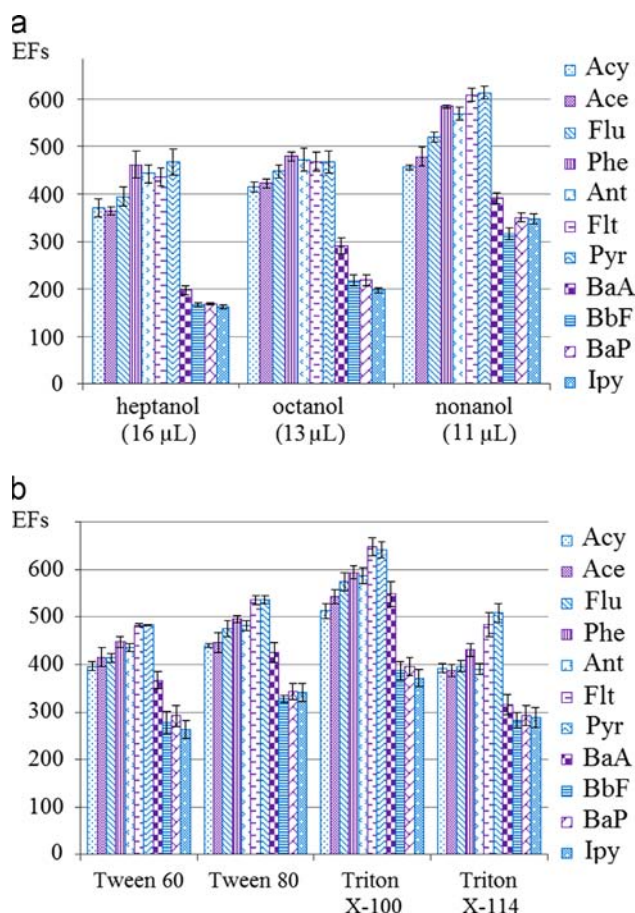 a
EFs
600
500
400
300
200
100
0
heptanol
(16 µL)
octanol
(13 µL)
nonanol
(11 µL)
Acy
Ace
Flu
Phe
Ant
Flt
Pyr
BaA
BbF
BaP
Ipy
b
EFs
600
500
400
300
200
100
0
Tween 60
Tween 80
Triton
X-100
Triton
X-114
Acy
Ace
Flu
Phe
Ant
Flt
Pyr
BaA
BbF
BaP
Ipy